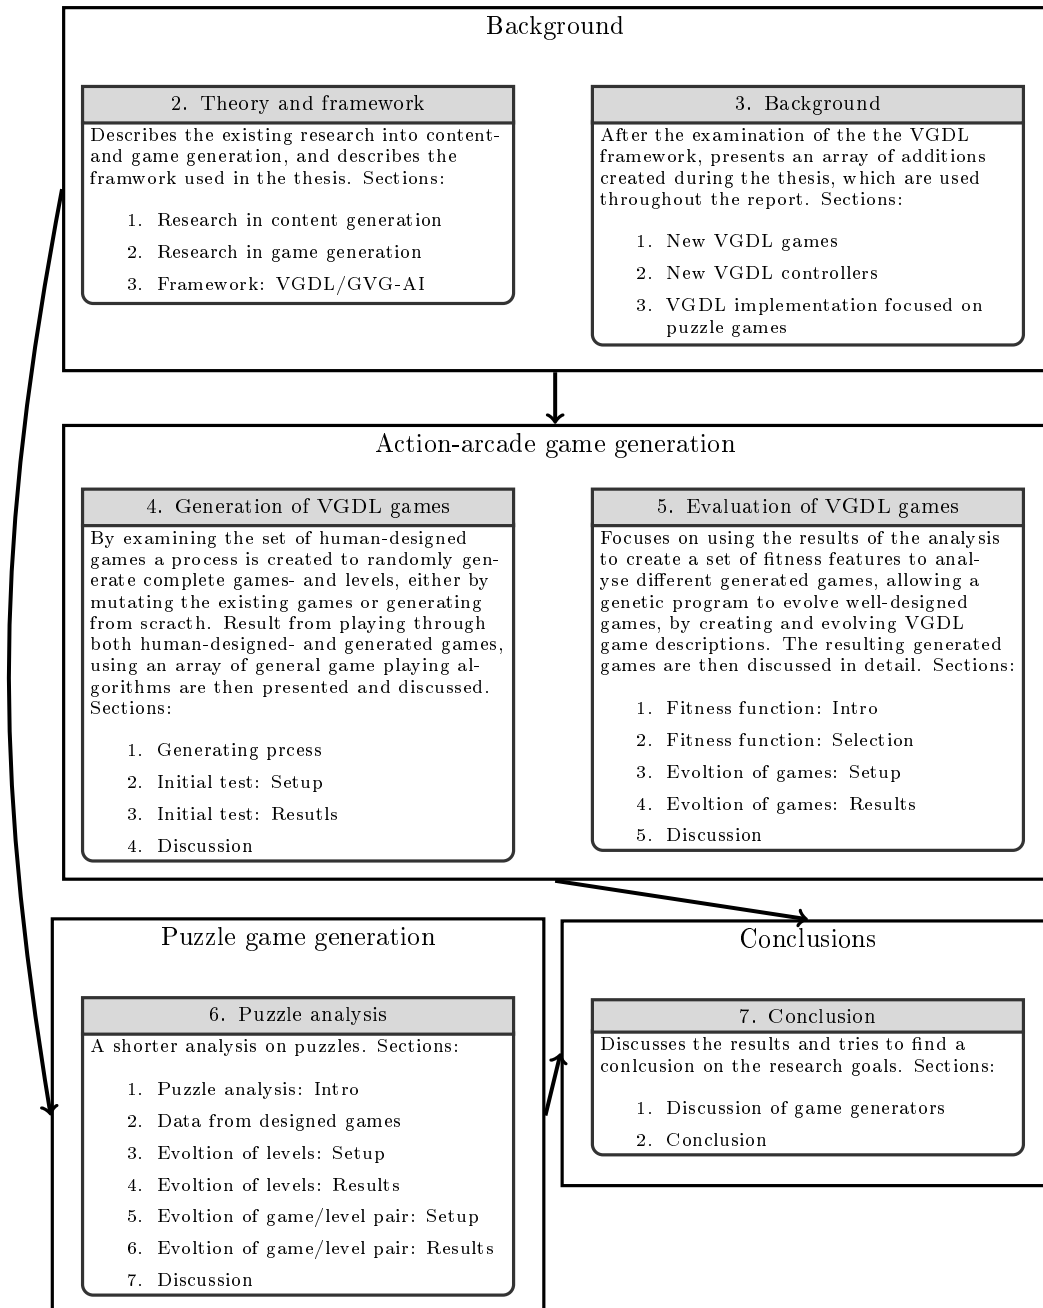 Background
2. Theory and framework
Describes the existing research into content-
and game generation, and describes the
framwork used in the thesis. Sections:
1. Research in content generation
2. Research in game generation
3. Framework: VGDL/GVG-AI
3. Background
After the examination of the the VGDL
framework, presents an array of additions
created during the thesis, which are used
throughout the report. Sections:
1. New VGDL games
2. New VGDL controllers
3. VGDL implementation focused on
puzzle games
Action-arcade game generation
4. Generation of VGDL games
By examining the set of human-designed
games a process is created to randomly gen-
erate complete games- and levels, either by
mutating the existing games or generating
from scracth. Result from playing through
both human-designed- and generated games,
using an array of general game playing al-
gorithms are then presented and discussed.
Sections:
1. Generating prcess
2. Initial test: Setup
3. Initial test: Resutls
4. Discussion
5. Evaluation of VGDL games
Focuses on using the results of the analysis
to create a set of fitness features to anal-
yse different generated games, allowing a
genetic program to evolve well-designed
games, by creating and evolving VGDL
game descriptions. The resulting generated
games are then discussed in detail. Sections:
1. Fitness function: Intro
2. Fitness function: Selection
3. Evoltion of games: Setup
4. Evoltion of games: Results
5. Discussion
Puzzle game generation
6. Puzzle analysis
A shorter analysis on puzzles. Sections:
1. Puzzle analysis: Intro
2. Data from designed games
3. Evoltion of levels: Setup
4. Evoltion of levels: Results
5. Evoltion of game/level pair: Setup
6. Evoltion of game/level pair: Results
7. Discussion
Conclusions
7. Conclusion
Discusses the results and tries to find a
conlcusion on the research goals. Sections:
1. Discussion of game generators
2. Conclusion